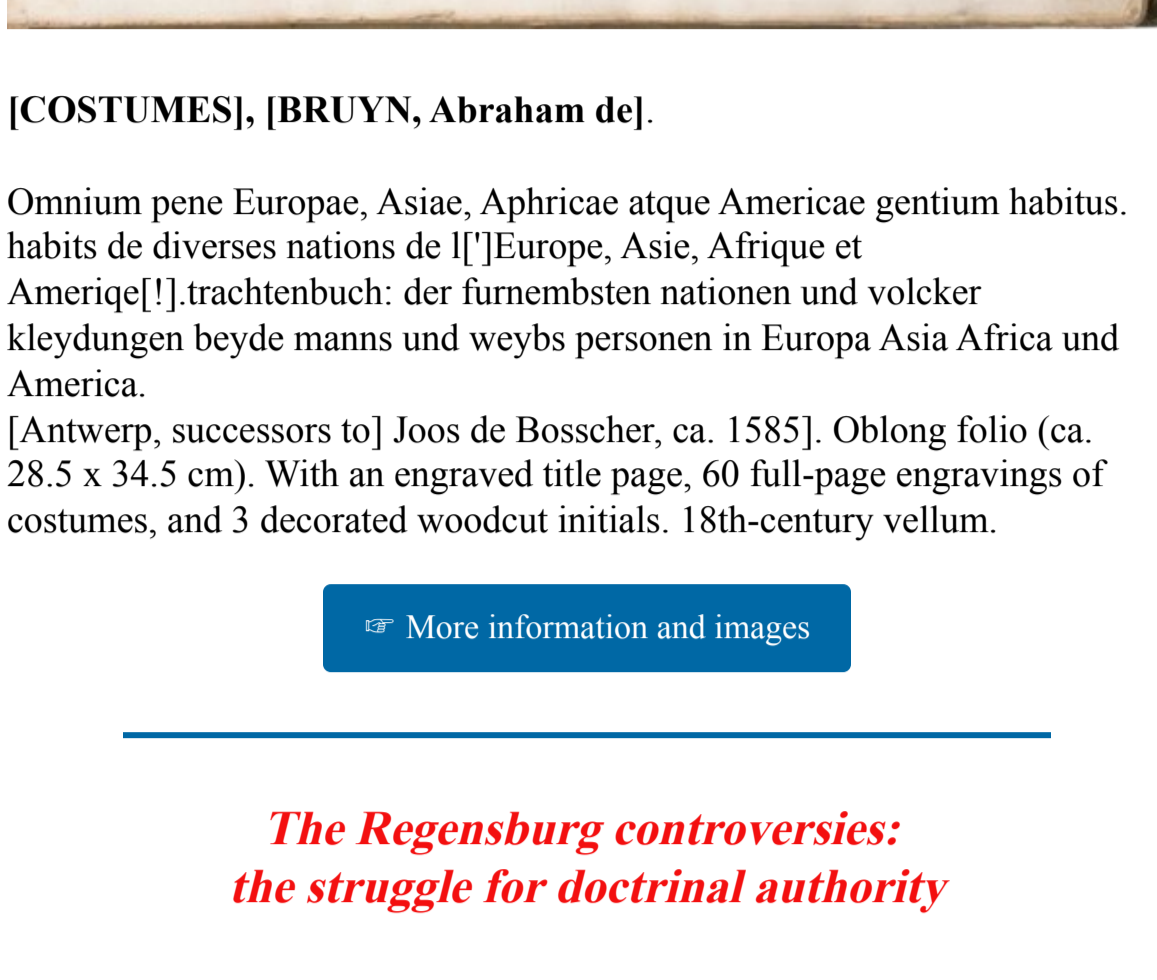 [COSTUMES], [BRUYN, Abraham de].
Omnium pene Europae, Asiae, Aphricae atque Americae gentium habitus.
habits de diverses nations de l[']Europe, Asie, Afrique et
Ameriqe[!].trachtenbuch: der furnembsten nationen und volcker
kleydungen beyde manns und weybs personen in Europa Asia Africa und
America.
[Antwerp, successors to] Joos de Bosscher, ca. 1585]. Oblong folio (ca.
28.5 x 34.5 cm). With an engraved title page, 60 full-page engravings of
costumes, and 3 decorated woodcut initials. 18th-century vellum.
☞ More information and images
The Regensburg controversies:
the struggle for doctrinal authority